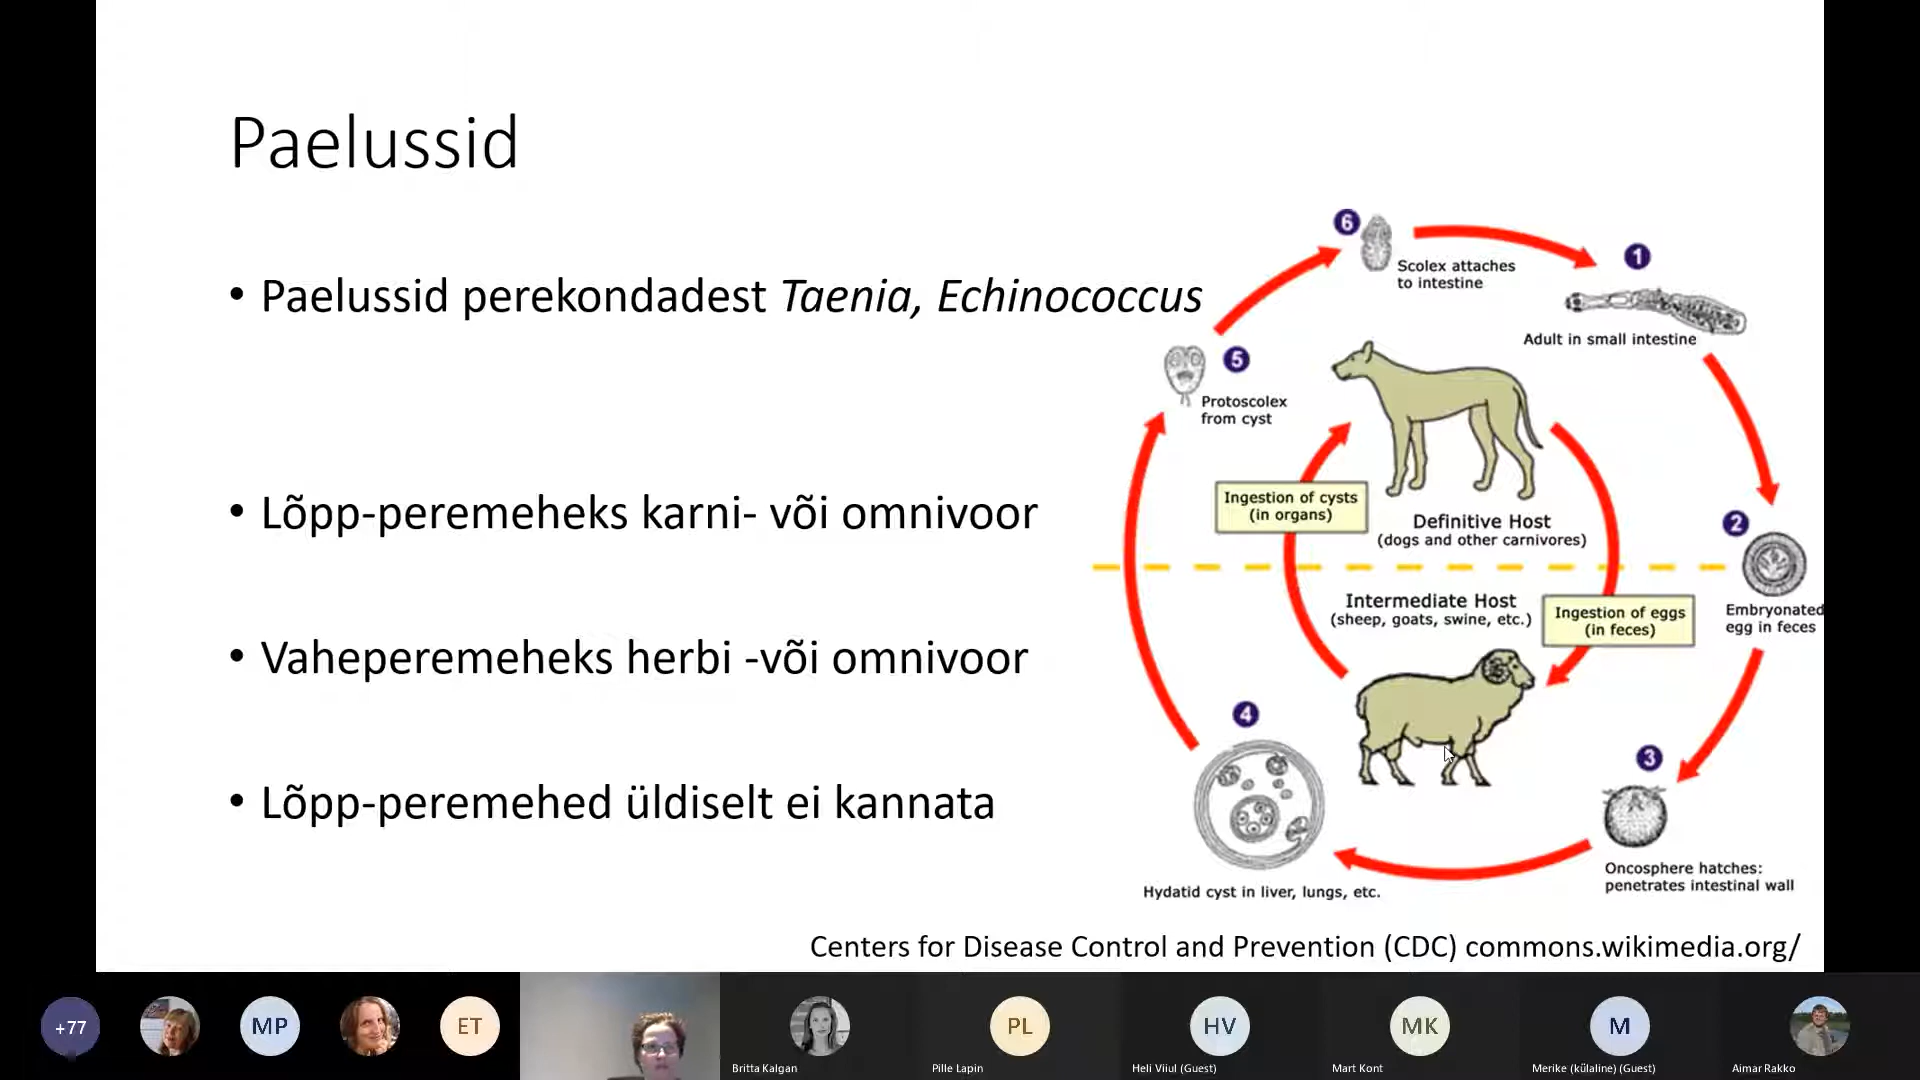 Paelussid
• Paelussid perekondadest Taenia, Echinococcus
• Lõpp-peremeheks karni- või omnivoor
• Vaheperemeheks herbi -või omnivoor
• Lõpp-peremehed üldiselt ei kannata
6
Scolex attaches
to intestine
1
Adult in small intestine
5
Protoscolex
from cyst
Ingestion of cysts
(in organs)
Definitive Host
(dogs and other carnivores)
2
Embryonated
egg in feces
Intermediate Host
(sheep, goats, swine, etc.)
Ingestion of eggs
(in feces)
4
Hydatid cyst in liver, lungs, etc.
3
Oncosphere hatches:
penetrates intestinal wall
Centers for Disease Control and Prevention (CDC) commons.wikimedia.org/
+77
MP
ET
Britta Kalgan
PL
Pille Lapin
HV
Heli Viiul (Guest)
MK
Mart Kont
M
Merike (külaline) (Guest)
Aimar Rakko